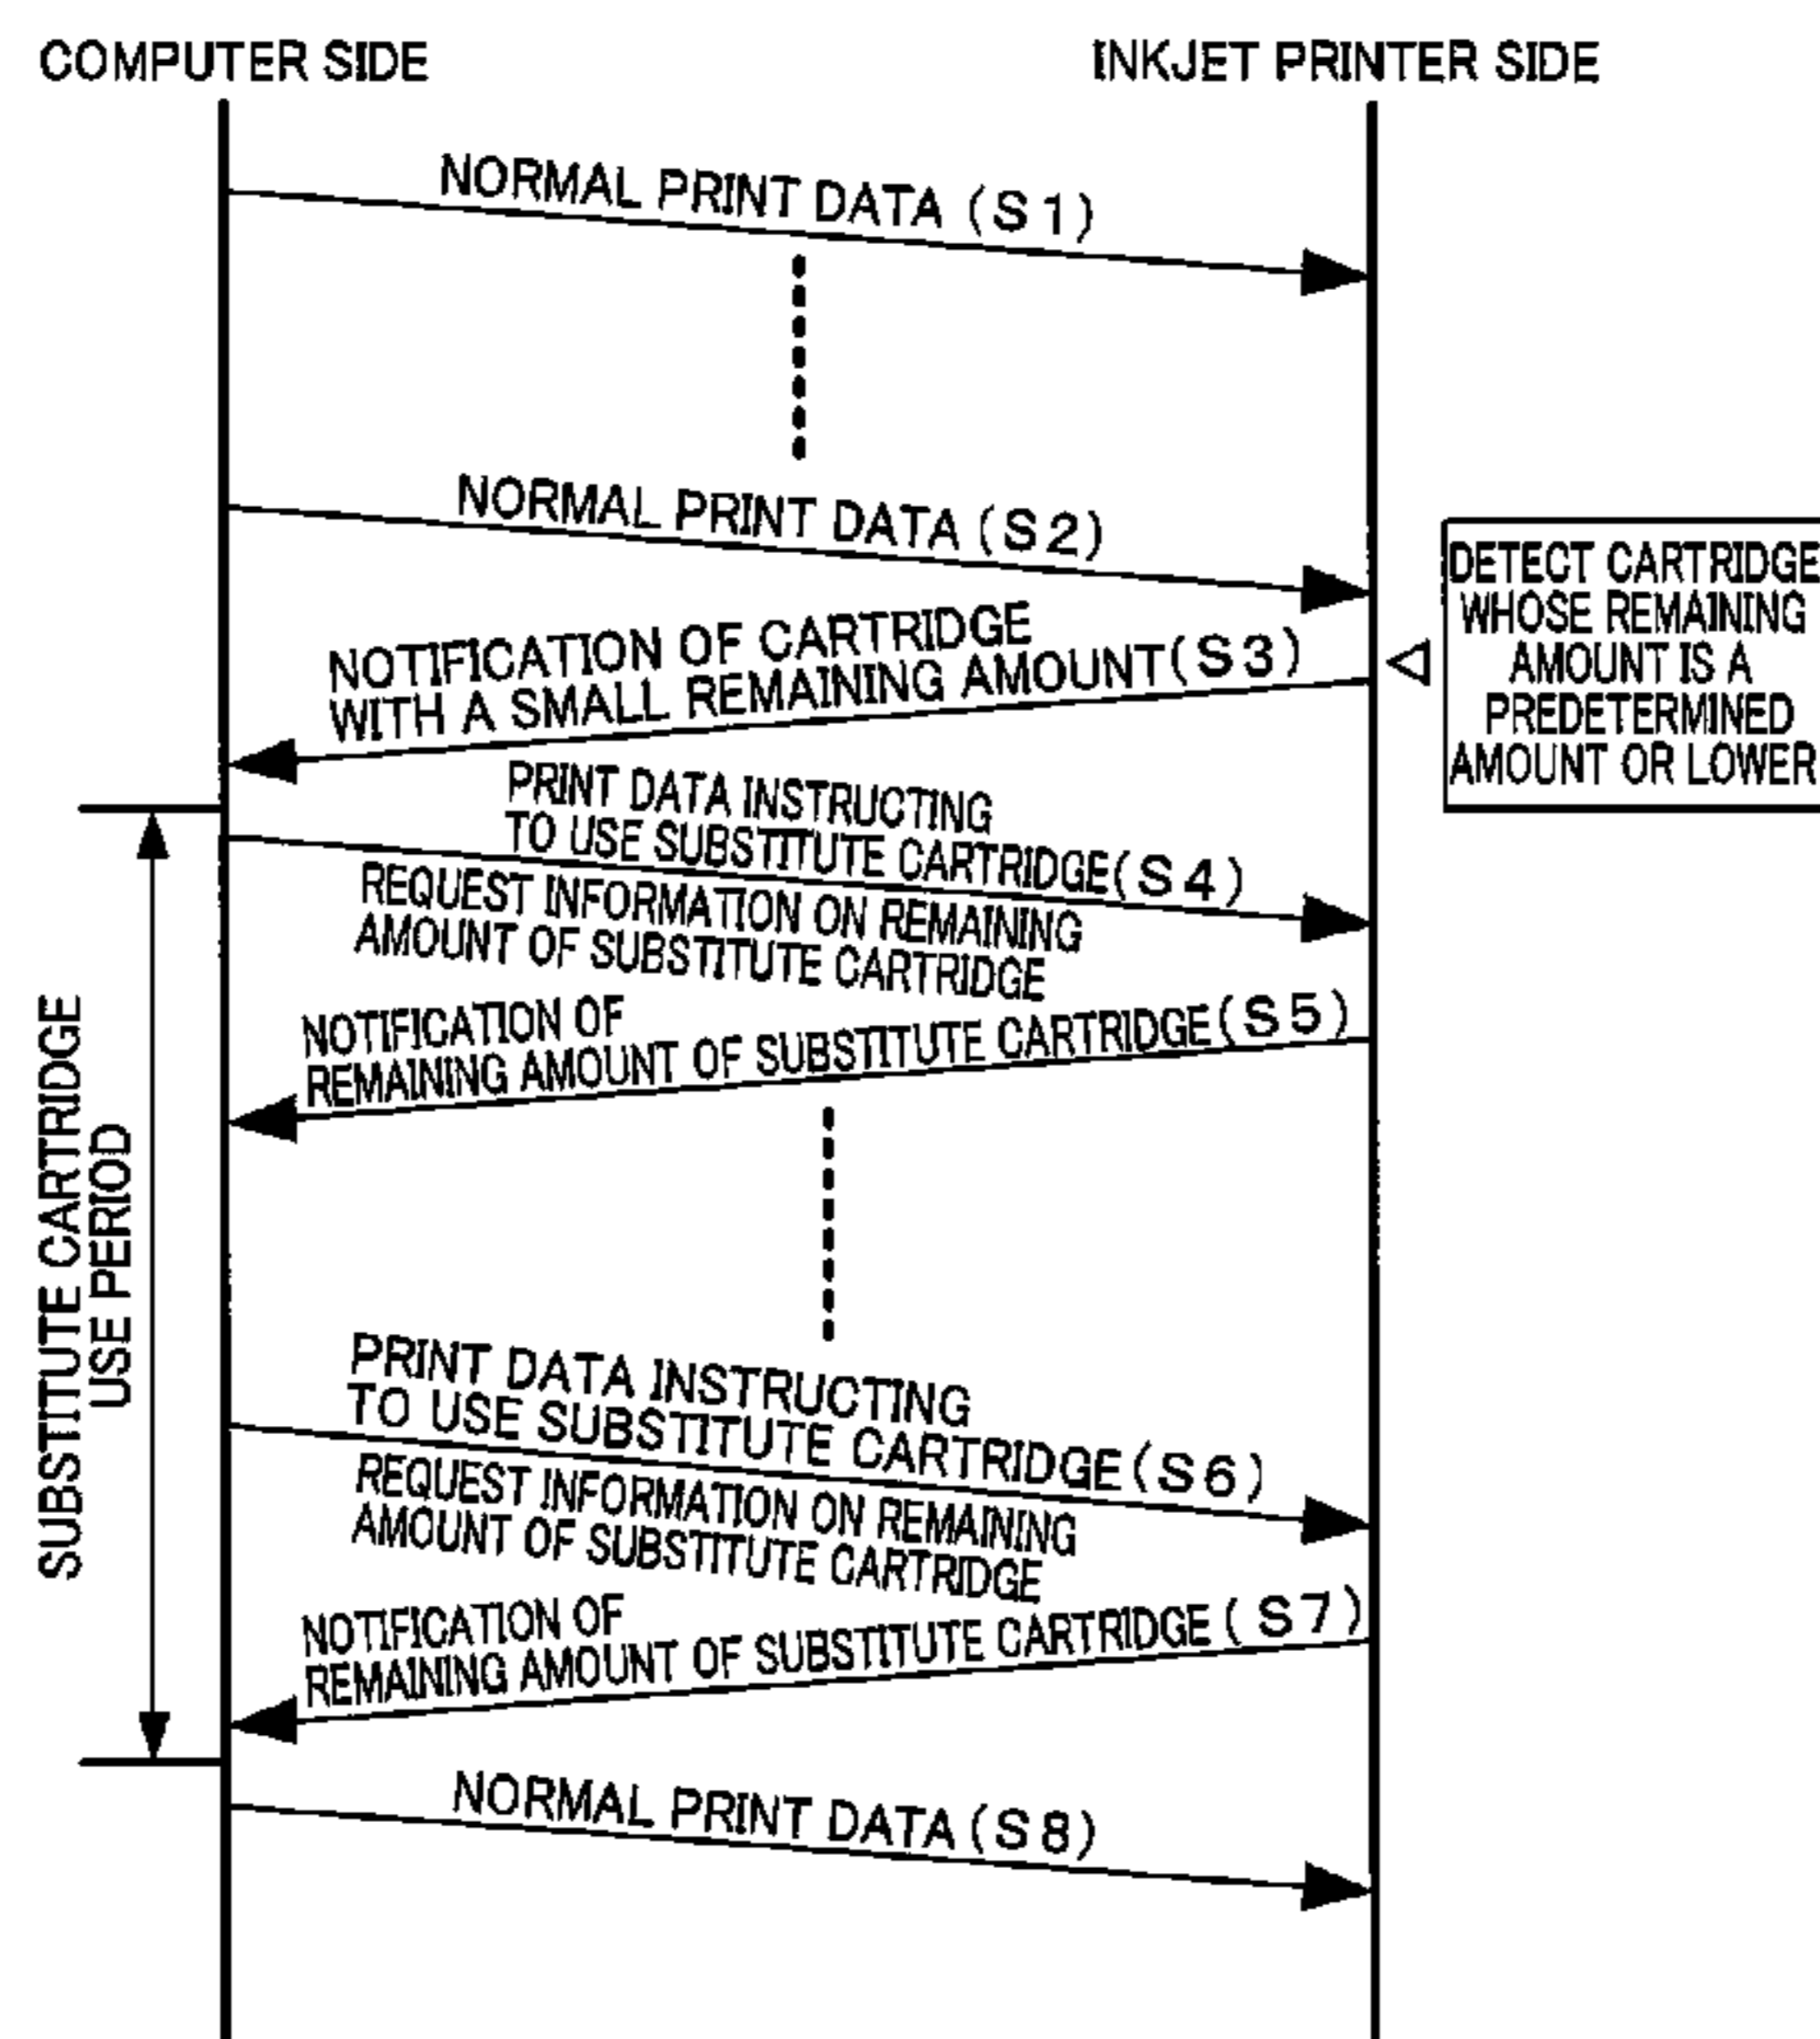 COMPUTER SIDE
INKJET PRINTER SIDE
NORMAL PRINT DATA (S1)
NORMAL PRINT DATA (S2)
DETECT CARTRIDGE
WHOSE REMAINING
AMOUNT IS A
PREDETERMINED
AMOUNT OR LOWER
NOTIFICATION OF CARTRIDGE
WITH A SMALL REMAINING AMOUNT(S3)
PRINT DATA INSTRUCTING
TO USE SUBSTITUTE CARTRIDGE(S4)
REQUEST INFORMATION ON REMAINING
AMOUNT OF SUBSTITUTE CARTRIDGE
NOTIFICATION OF
REMAINING AMOUNT OF SUBSTITUTE CARTRIDGE(S5)
SUBSTITUTE CARTRIDGE
USE PERIOD
PRINT DATA INSTRUCTING
TO USE SUBSTITUTE CARTRIDGE(S6)
REQUEST INFORMATION ON REMAINING
AMOUNT OF SUBSTITUTE CARTRIDGE
NOTIFICATION OF
REMAINING AMOUNT OF SUBSTITUTE CARTRIDGE (S7)
NORMAL PRINT DATA (S8)